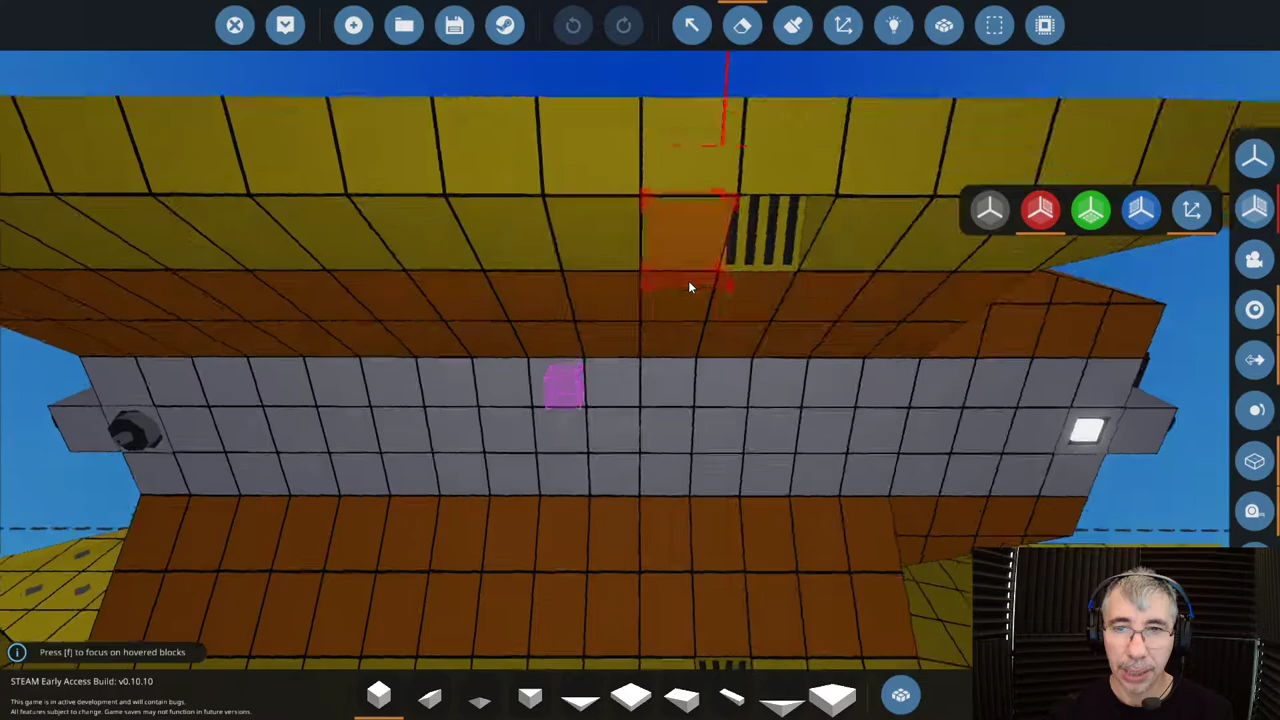 Press [f] to focus on hovered blocks
STEAM Early Access Build: v0.10.10
This game is in active development and will contain bugs.
All features subject to change. Game saves may not function in future versions.